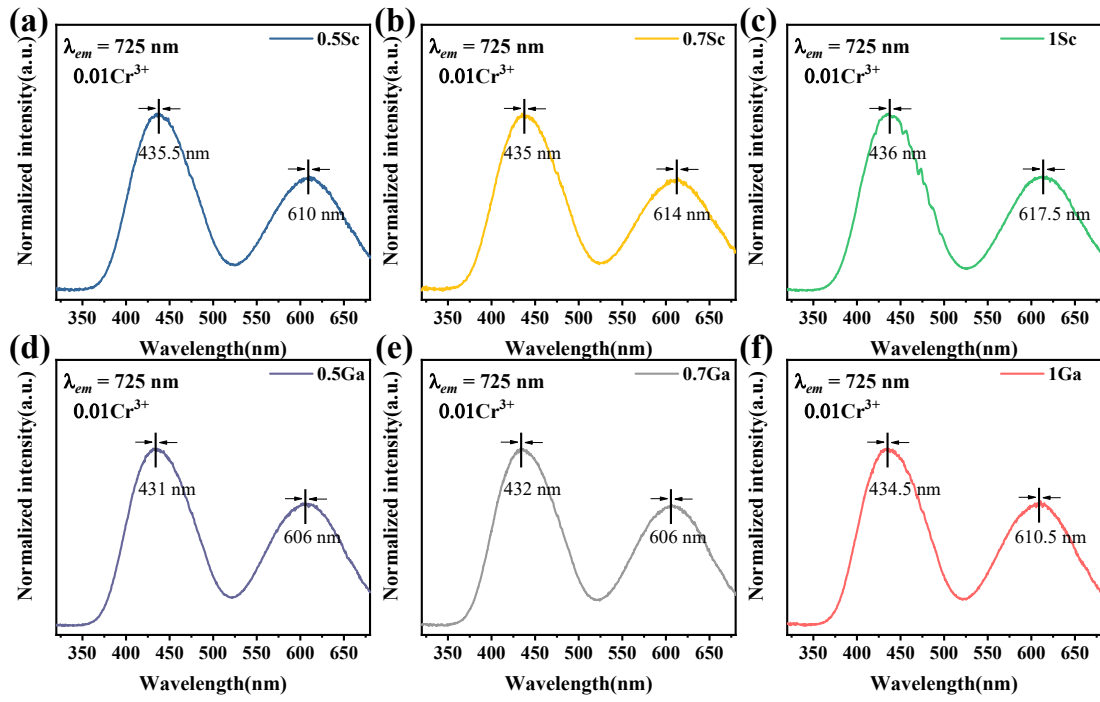 (a)
λem = 725 nm
0.5Sc
0.01Cr³⁺
435.5 nm
610 nm
Normalized intensity(a.u.)
350 400 450 500 550 600 650
Wavelength(nm)
(b)
λem = 725 nm
0.7Sc
0.01Cr³⁺
435 nm
614 nm
Normalized intensity(a.u.)
350 400 450 500 550 600 650
Wavelength(nm)
(c)
λem = 725 nm
1Sc
0.01Cr³⁺
436 nm
617.5 nm
Normalized intensity(a.u.)
350 400 450 500 550 600 650
Wavelength(nm)
(d)
λem = 725 nm
0.5Ga
0.01Cr³⁺
431 nm
606 nm
Normalized intensity(a.u.)
350 400 450 500 550 600 650
Wavelength(nm)
(e)
λem = 725 nm
0.7Ga
0.01Cr³⁺
432 nm
606 nm
Normalized intensity(a.u.)
350 400 450 500 550 600 650
Wavelength(nm)
(f)
λem = 725 nm
1Ga
0.01Cr³⁺
434.5 nm
610.5 nm
Normalized intensity(a.u.)
350 400 450 500 550 600 650
Wavelength(nm)